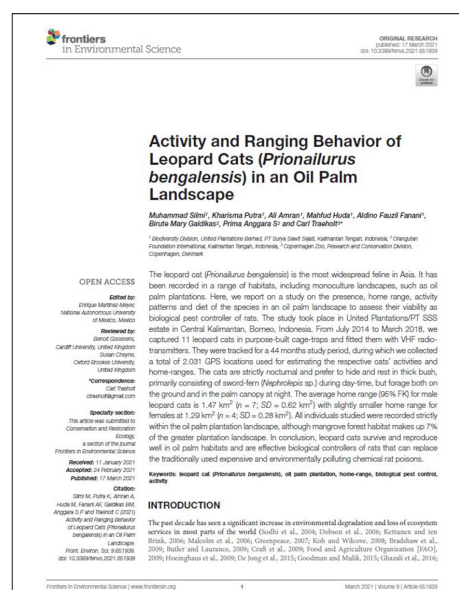 frontiers
in Environmental Science
ORIGINAL RESEARCH
published: 17 March 2021
doi: 10.3389/fenvs.2021.651939
Check for updates
Activity and Ranging Behavior of
Leopard Cats (Prionailurus
bengalensis) in an Oil Palm
Landscape
Muhammad Silmi¹, Kharisma Putra¹, Ali Amran¹, Mahfud Huda¹, Aldino Fauzil Fanani¹,
Birute Mary Galdikas², Prima Anggara S³ and Carl Traeholt³*
¹ Biodiversity Division, United Plantations Berhad, PT Surya Sawit Sejati, Kalimantan Tengah, Indonesia, ² Orangutan
Foundation International, Kalimantan Tengah, Indonesia, ³ Copenhagen Zoo, Research and Conservation Division,
Copenhagen, Denmark
OPEN ACCESS
Edited by:
Enrique Martínez-Meyer,
National Autonomous University
of Mexico, Mexico
Reviewed by:
Benoit Goossens,
Cardiff University, United Kingdom
Susan Cheyne,
Oxford Brookes University,
United Kingdom
*Correspondence:
Carl Traeholt
ctraeholt@gmail.com
Specialty section:
This article was submitted to
Conservation and Restoration
Ecology,
a section of the journal
Frontiers in Environmental Science
Received: 11 January 2021
Accepted: 24 February 2021
Published: 17 March 2021
Citation:
Silmi M, Putra K, Amran A,
Huda M, Fanani AF, Galdikas BM,
Anggara S P and Traeholt C (2021)
Activity and Ranging Behavior
of Leopard Cats (Prionailurus
bengalensis) in an Oil Palm
Landscape.
Front. Environ. Sci. 9:651939.
doi: 10.3389/fenvs.2021.651939
The leopard cat (Prionailurus bengalensis) is the most widespread feline in Asia. It has
been recorded in a range of habitats, including monoculture landscapes, such as oil
palm plantations. Here, we report on a study on the presence, home range, activity
patterns and diet of the species in an oil palm landscape to assess their viability as
biological pest controller of rats. The study took place in United Plantations/PT SSS
estate in Central Kalimantan, Borneo, Indonesia. From July 2014 to March 2018, we
captured 11 leopard cats in purpose-built cage-traps and fitted them with VHF radio-
transmitters. They were tracked for a 44 months study period, during which we collected
a total of 2.031 GPS locations used for estimating the respective cats' activities and
home-ranges. The cats are strictly nocturnal and prefer to hide and rest in thick bush,
primarily consisting of sword-fern (Nephrolepis sp.) during day-time, but forage both on
the ground and in the palm canopy at night. The average home range (95% FK) for male
leopard cats is 1.47 km² (n = 7; SD = 0.62 km²) with slightly smaller home range for
females at 1.29 km² (n = 4; SD = 0.28 km²). All individuals studied were recorded strictly
within the oil palm plantation landscape, although mangrove forest habitat makes up 7%
of the greater plantation landscape. In conclusion, leopard cats survive and reproduce
well in oil palm habitats and are effective biological controllers of rats that can replace
the traditionally used expensive and environmentally polluting chemical rat poisons.
Keywords: leopard cat (Prionailurus bengalensis), oil palm plantation, home-range, biological pest control,
activity
INTRODUCTION
The past decade has seen a significant increase in environmental degradation and loss of ecosystem
services in most parts of the world (Sodhi et al., 2004; Dobson et al., 2006; Kettunen and ten
Brink, 2006; Malcolm et al., 2006; Greenpeace, 2007; Koh and Wilcove, 2008; Bradshaw et al.,
2009; Butler and Laurance, 2009; Craft et al., 2009; Food and Agriculture Organization [FAO],
2009; Hoeinghaus et al., 2009; De Jong et al., 2015; Goodman and Mulik, 2015; Ghazali et al., 2016;
Frontiers in Environmental Science | www.frontiersin.org
1
March 2021 | Volume 9 | Article 651939